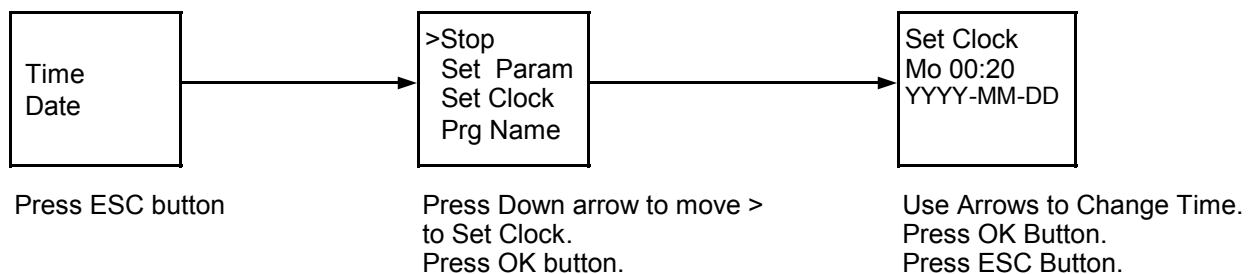 Time
Date
>Stop
Set Param
Set Clock
Prg Name
Set Clock
Mo 00:20
YYYY-MM-DD
Press ESC button
Press Down arrow to move >
to Set Clock.
Press OK button.
Use Arrows to Change Time.
Press OK Button.
Press ESC Button.